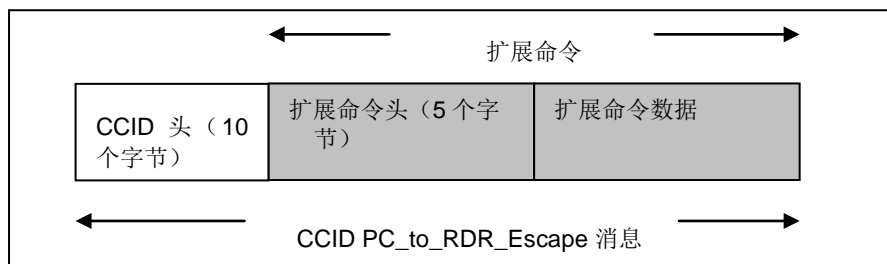 扩展命令
CCID 头（10
个字节）
扩展命令头（5 个字
节）
扩展命令数据
CCID PC_to_RDR_Escape 消息